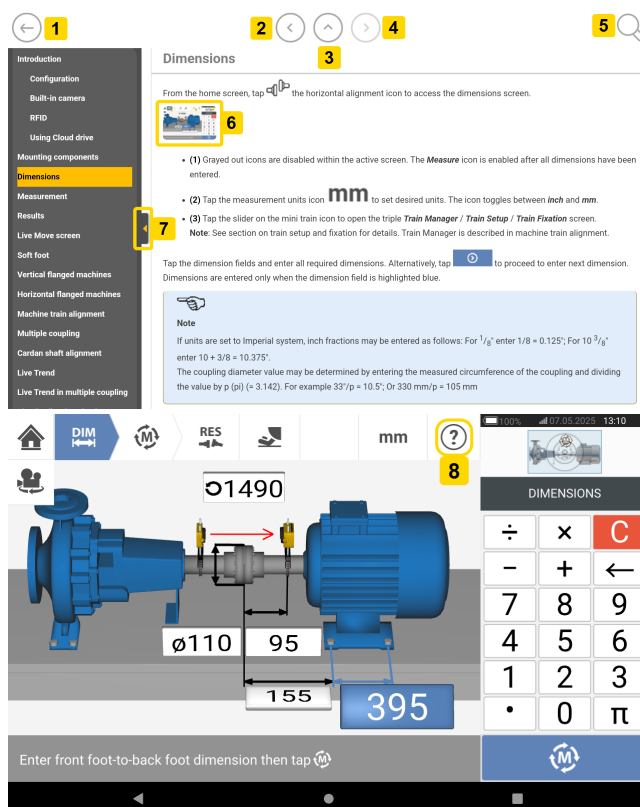 1
2
3
4
5
Introduction
Configuration
Built-in camera
RFID
Using Cloud drive
Mounting components
Dimensions
Measurement
Results
Live Move screen
Soft foot
Vertical flanged machines
Horizontal flanged machines
Machine train alignment
Multiple coupling
Cardan shaft alignment
Live Trend
Live Trend in multiple coupling
7
Dimensions
From the home screen, tap the horizontal alignment icon to access the dimensions screen.
6
• (1) Grayed out icons are disabled within the active screen. The Measure icon is enabled after all dimensions have been
entered.
• (2) Tap the measurement units icon mm to set desired units. The icon toggles between inch and mm.
• (3) Tap the slider on the mini train icon to open the triple Train Manager / Train Setup / Train Fixation screen.
Note: See section on train setup and fixation for details. Train Manager is described in machine train alignment.
Tap the dimension fields and enter all required dimensions. Alternatively, tap to proceed to enter next dimension.
Dimensions are entered only when the dimension field is highlighted blue.
Note
If units are set to Imperial system, inch fractions may be entered as follows: For 1/8" enter 1/8 = 0.125"; For 10 3/8"
enter 10 + 3/8 = 10.375".
The coupling diameter value may be determined by entering the measured circumference of the coupling and dividing
the value by p (pi) (= 3.142). For example 33"/p = 10.5"; Or 330 mm/p = 105 mm
DIM
M
RES
mm
?
8
100% 07.05.2025 13:10
1490
ø110
95
155
395
Enter front foot-to-back foot dimension then tap M
DIMENSIONS
÷ × C
− + ←
7 8 9
4 5 6
1 2 3
. 0 π
M